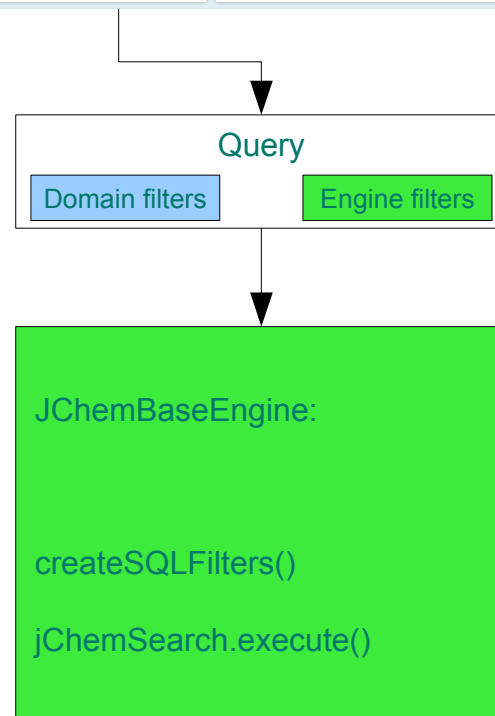 Query
Domain filters
Engine filters
JChemBaseEngine:
createSQLFilters()
jChemSearch.execute()